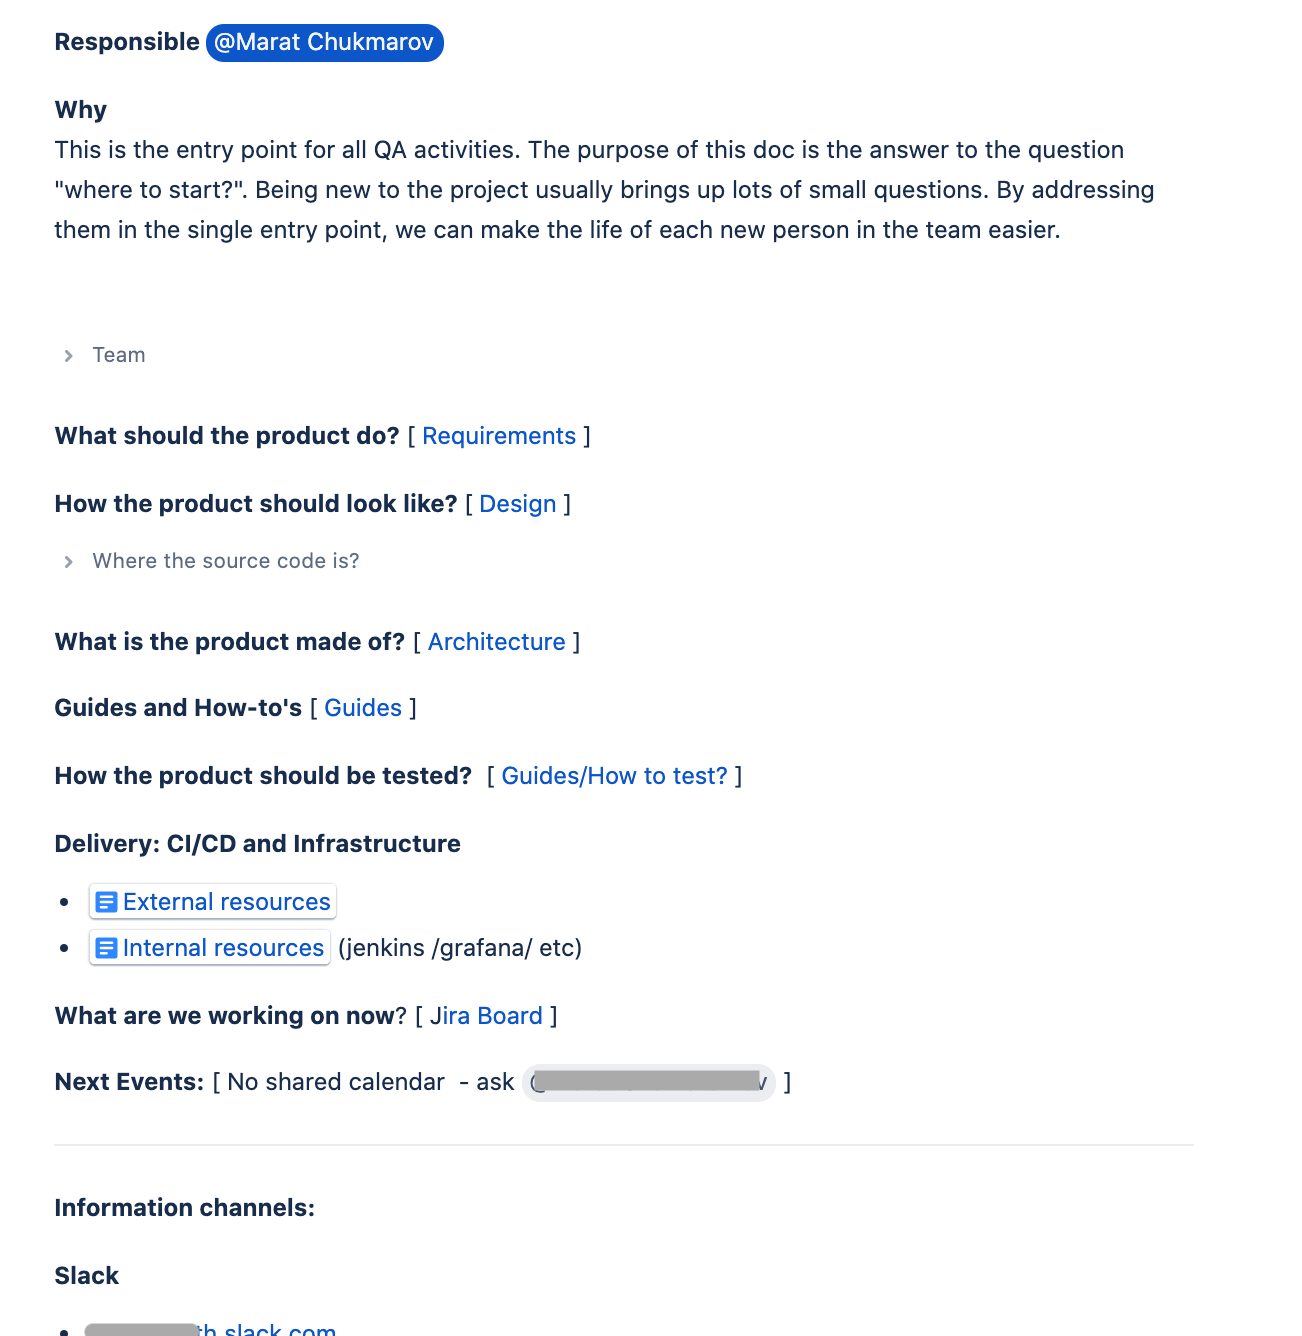 Responsible @Marat Chukmarov
Why
This is the entry point for all QA activities. The purpose of this doc is the answer to the question
"where to start?". Being new to the project usually brings up lots of small questions. By addressing
them in the single entry point, we can make the life of each new person in the team easier.
Team
What should the product do? [ Requirements ]
How the product should look like? [ Design ]
Where the source code is?
What is the product made of? [ Architecture ]
Guides and How-to's [ Guides ]
How the product should be tested? [ Guides/How to test? ]
Delivery: CI/CD and Infrastructure
• External resources
• Internal resources (jenkins /grafana/ etc)
What are we working on now? [ Jira Board ]
Next Events: [ No shared calendar - ask ]
Information channels:
Slack
• h.slack.com